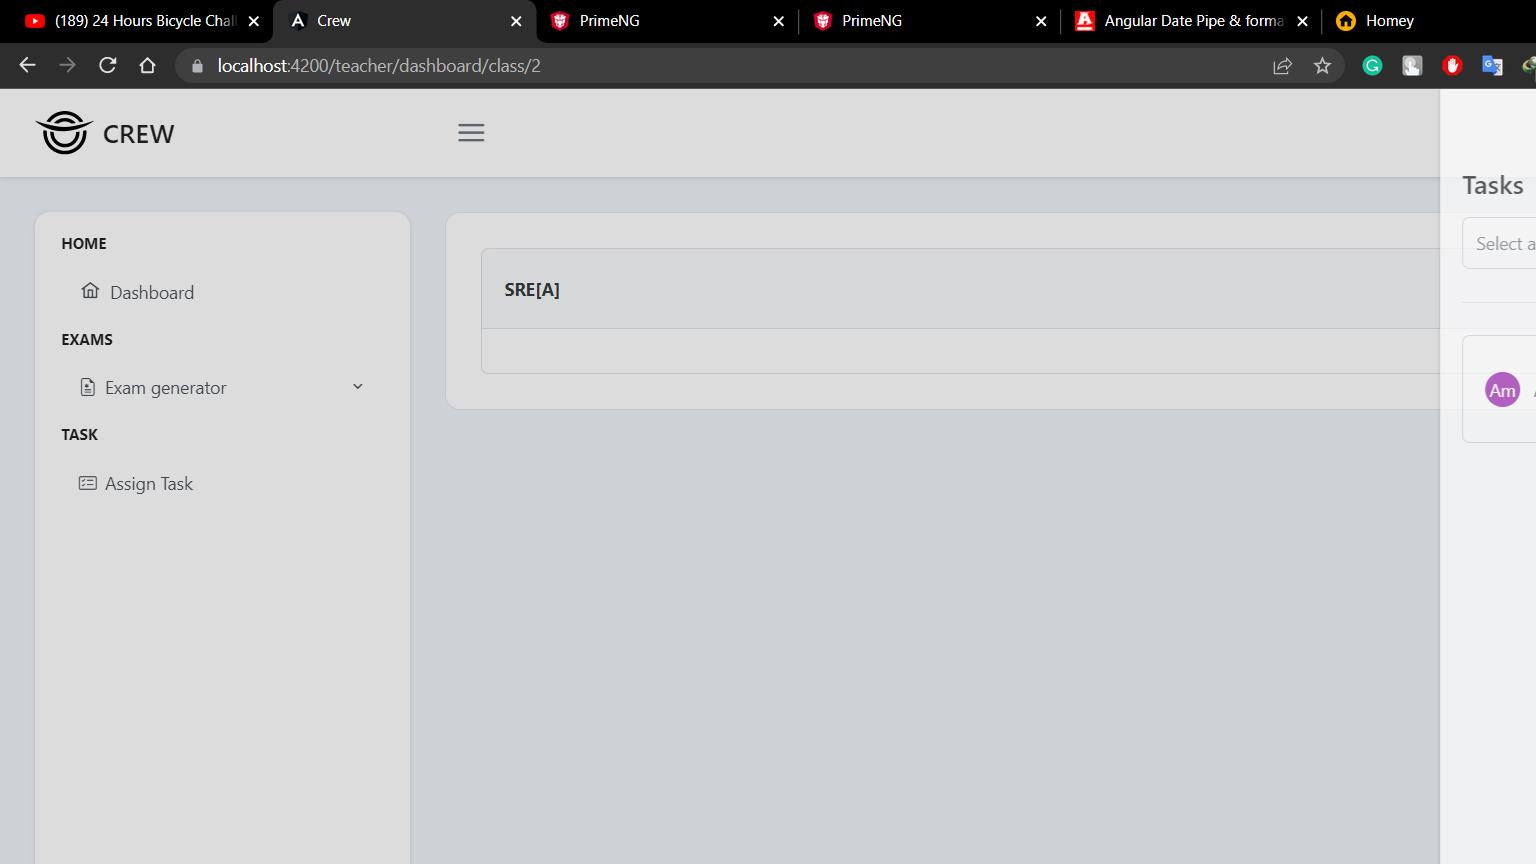 (189) 24 Hours Bicycle Chall
Crew
PrimeNG
PrimeNG
Angular Date Pipe & forma
Homey
localhost:4200/teacher/dashboard/class/2
CREW
Tasks
HOME
Select a
Dashboard
SRE[A]
EXAMS
Exam generator
Am
TASK
Assign Task